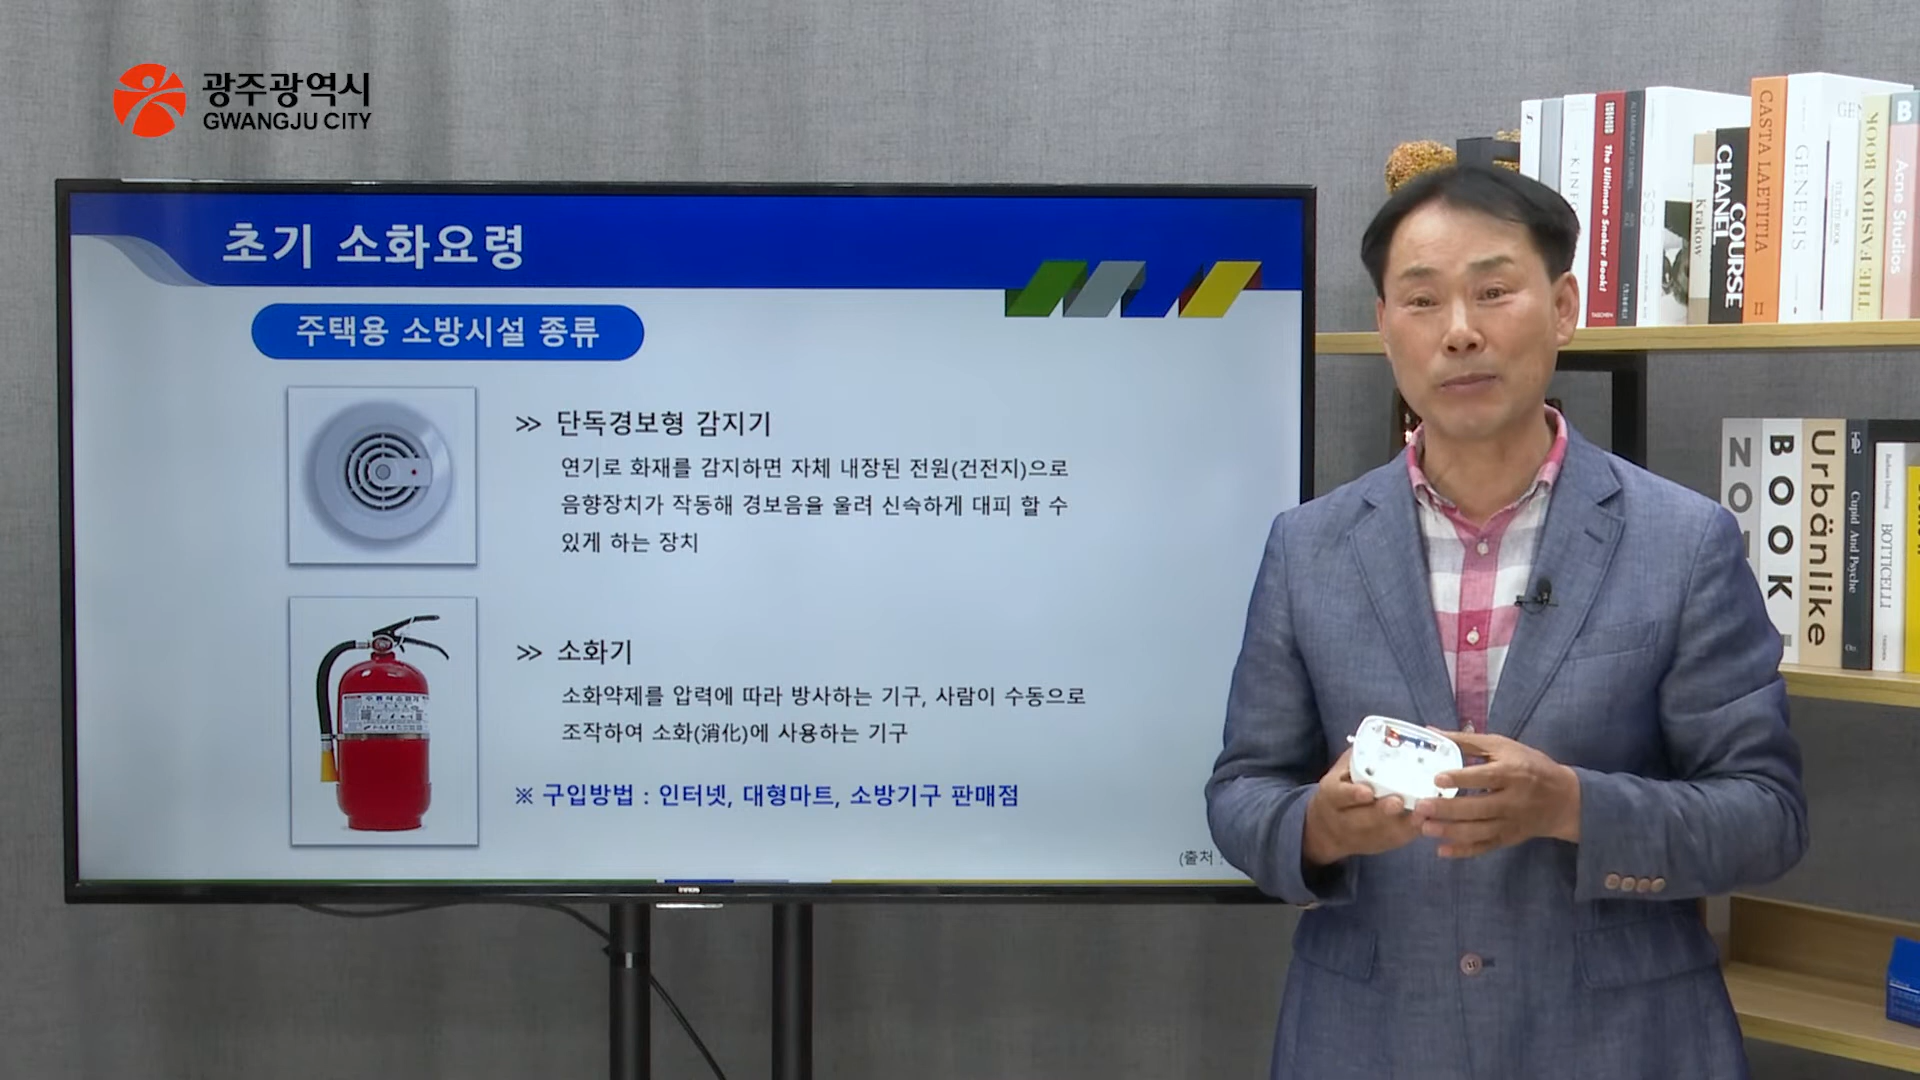 광주광역시
GWANGJU CITY
초기 소화요령
주택용 소방시설 종류
>> 단독경보형 감지기
연기로 화재를 감지하면 자체 내장된 전원(건전지)으로
음향장치가 작동해 경보음을 울려 신속하게 대피 할 수
있게 하는 장치
>> 소화기
소화약제를 압력에 따라 방사하는 기구, 사람이 수동으로
조작하여 소화(消化)에 사용하는 기구
※ 구입방법 : 인터넷, 대형마트, 소방기구 판매점
(출처 :
KINFO
The Ultimate Sneaker Book!
TASCHEN
Krakow
CHANEL
COURSE
CASTA LAETITIA
II
GENESIS
THE FASHION BOOK
Acne Studios
B
BOOK
Urbänlike
Cupid And Psyche
BOTTICELLI